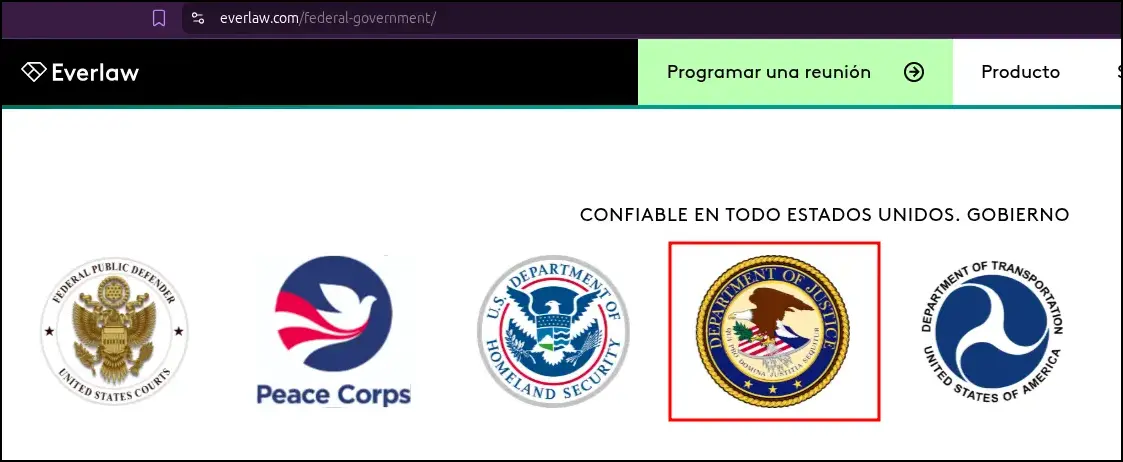 everlaw.com/federal-government/
Everlaw
Programar una reunión
Producto
CONFIABLE EN TODO ESTADOS UNIDOS. GOBIERNO
FEDERAL PUBLIC DEFENDER
UNITED STATES COURTS
Peace Corps
U.S. DEPARTMENT OF
HOMELAND SECURITY
DEPARTMENT OF JUSTICE
QUI PRO DOMINA JUSTITIA SEQUITUR
DEPARTMENT OF TRANSPORTATION
UNITED STATES OF AMERICA